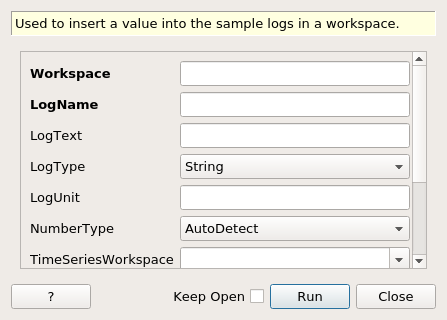 Used to insert a value into the sample logs in a workspace.
Workspace
LogName
LogText
LogType String
LogUnit
NumberType AutoDetect
TimeSeriesWorkspace
? Keep Open Run Close